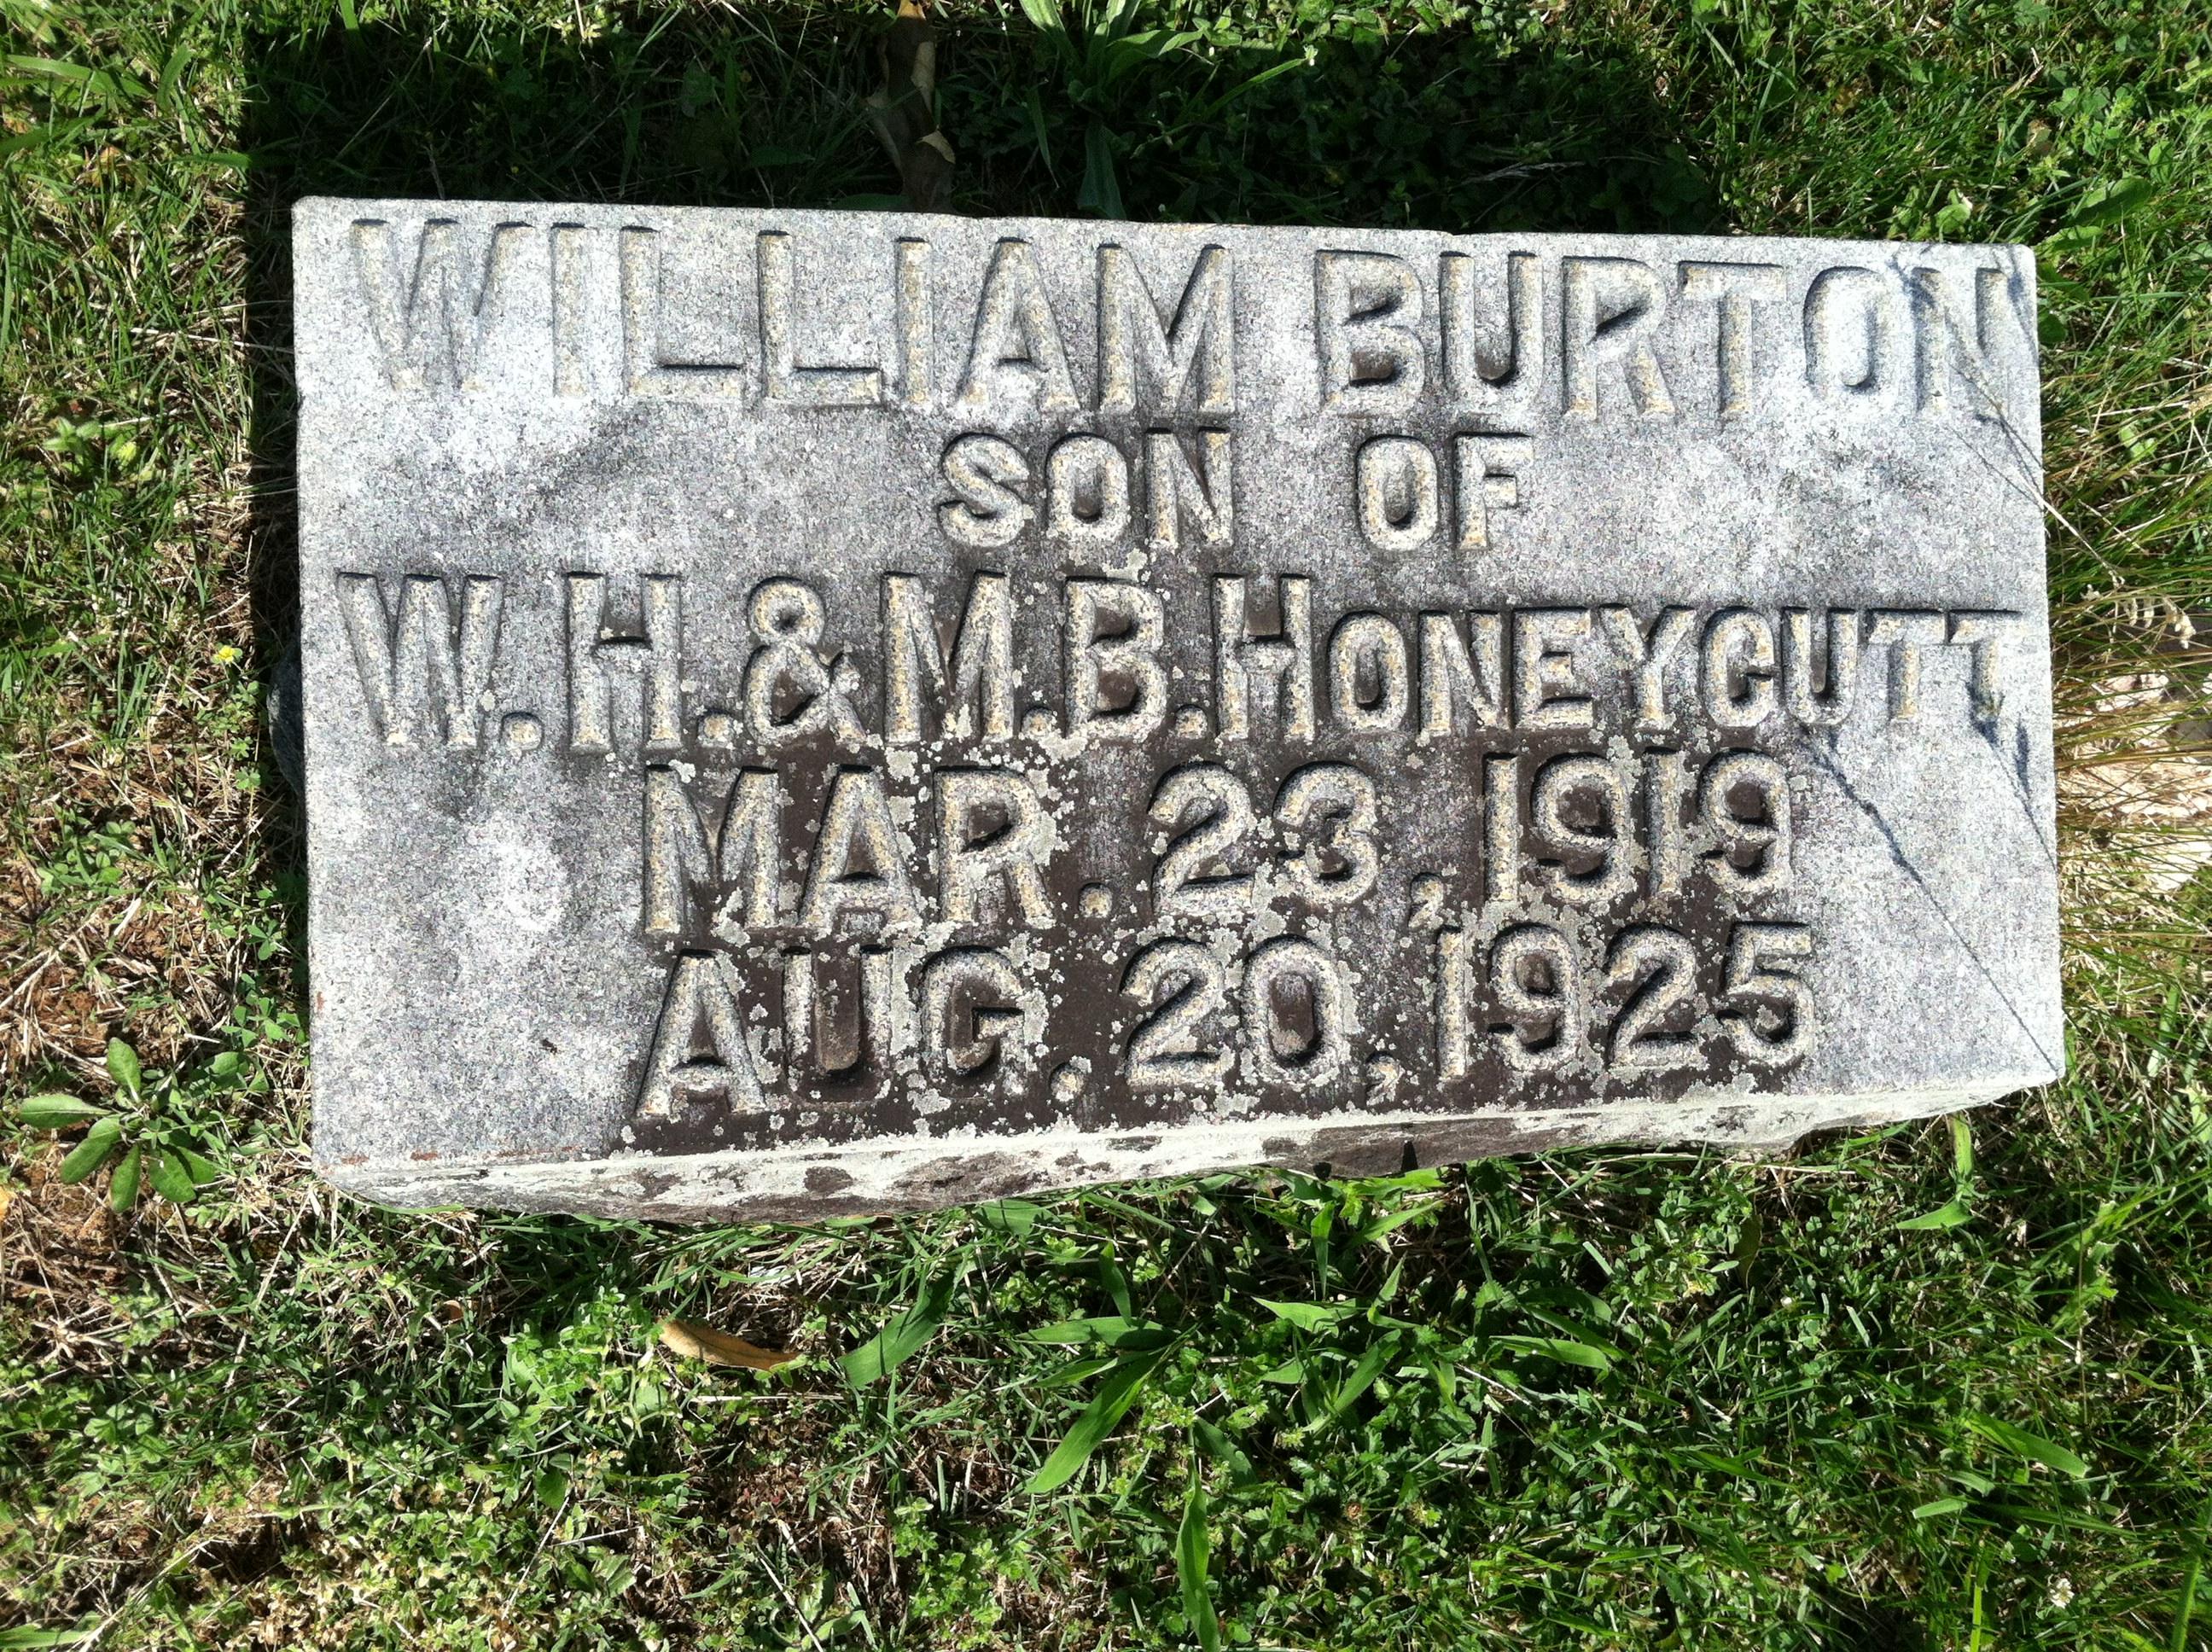 WILLIAM BURTON
SON OF
W.H.&M.B.HONEYCUTT
MAR. 23, 1919
AUG. 20, 1925